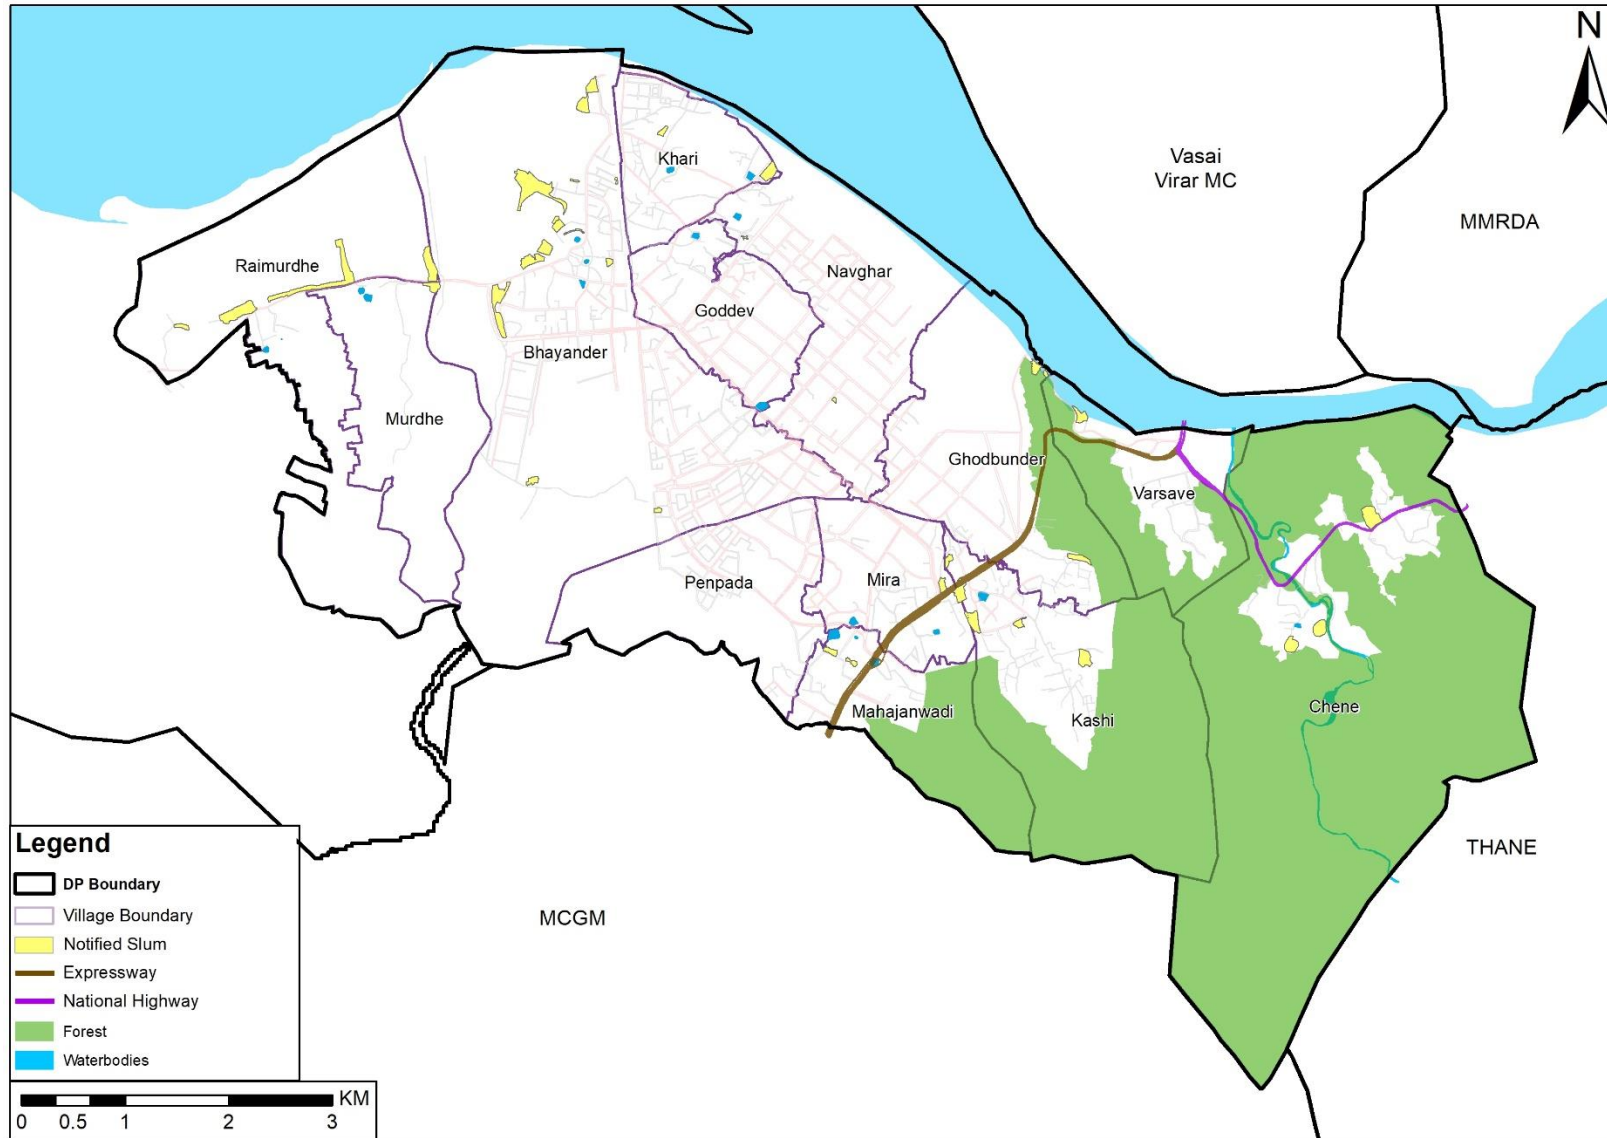 N
Vasai
Virar MC
MMRDA
Khari
Raimurdhe
Navghar
Goddev
Bhayander
Murdhe
Ghodbunder
Varsave
Penpada
Mira
Mahajanwadi
Kashi
Chene
THANE
MCGM
Legend
DP Boundary
Village Boundary
Notified Slum
Expressway
National Highway
Forest
Waterbodies
KM
0 0.5 1 2 3